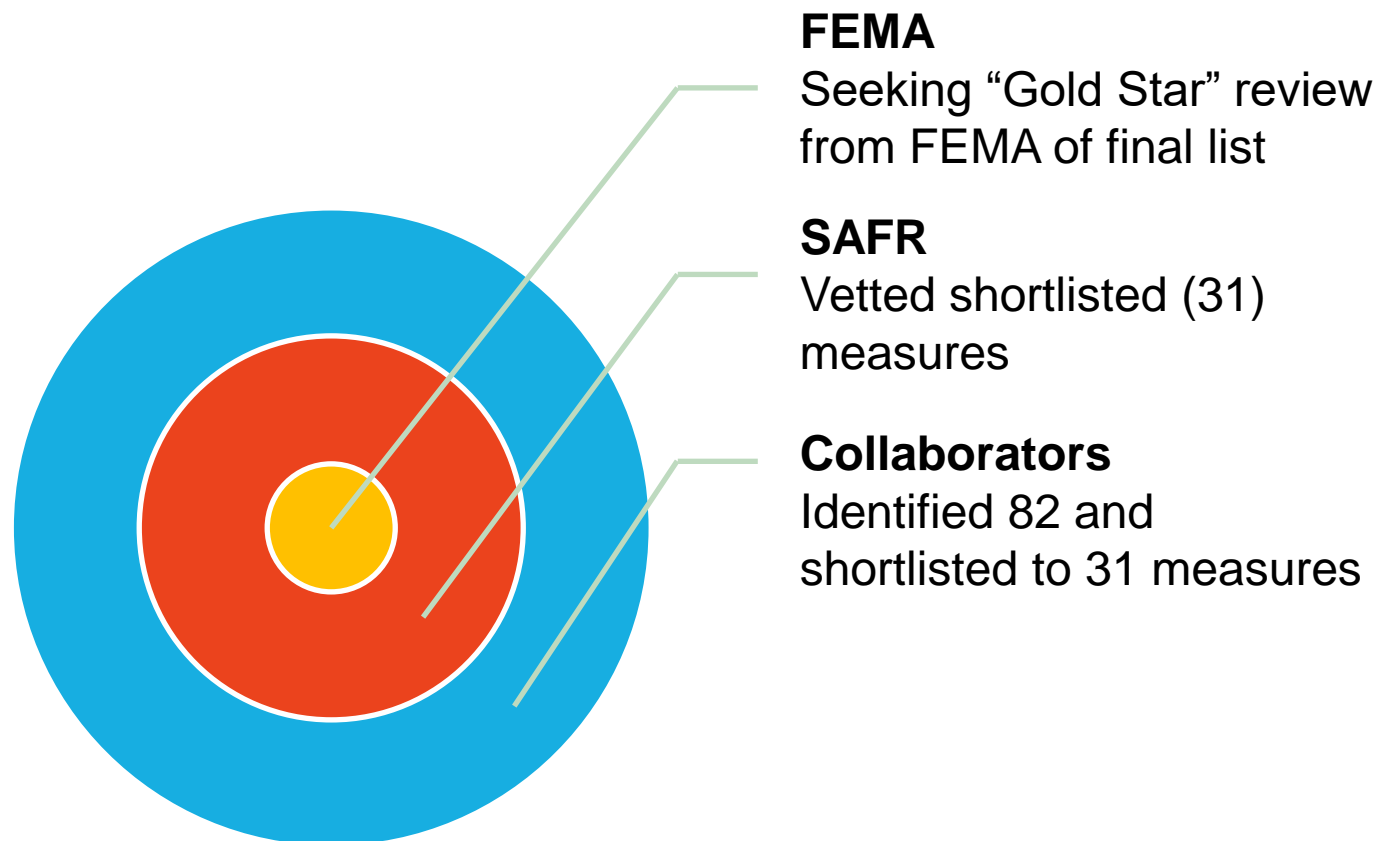 FEMA
Seeking “Gold Star” review
from FEMA of final list
SAFR
Vetted shortlisted (31)
measures
Collaborators
Identified 82 and
shortlisted to 31 measures